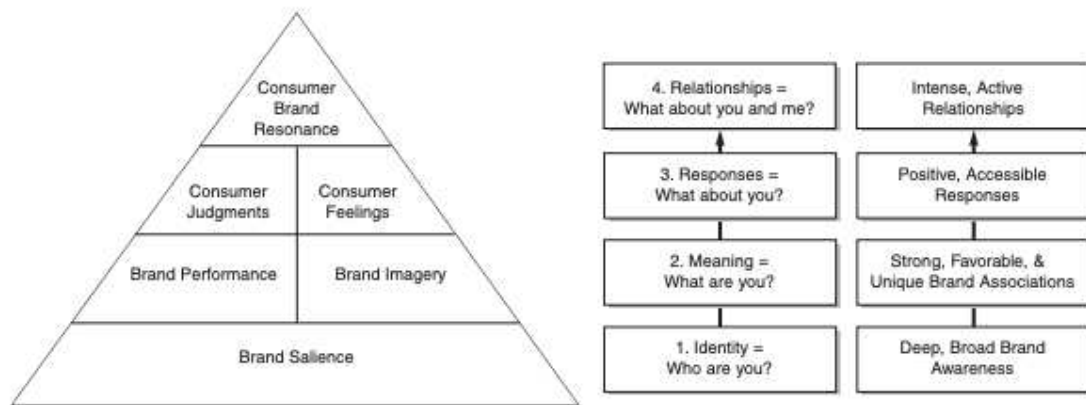 Consumer
Brand
Resonance
Consumer
Judgments
Consumer
Feelings
Brand Performance
Brand Imagery
Brand Salience
4. Relationships =
What about you and me?
3. Responses =
What about you?
2. Meaning =
What are you?
1. Identity =
Who are you?
Intense, Active
Relationships
Positive, Accessible
Responses
Strong, Favorable, &
Unique Brand Associations
Deep, Broad Brand
Awareness